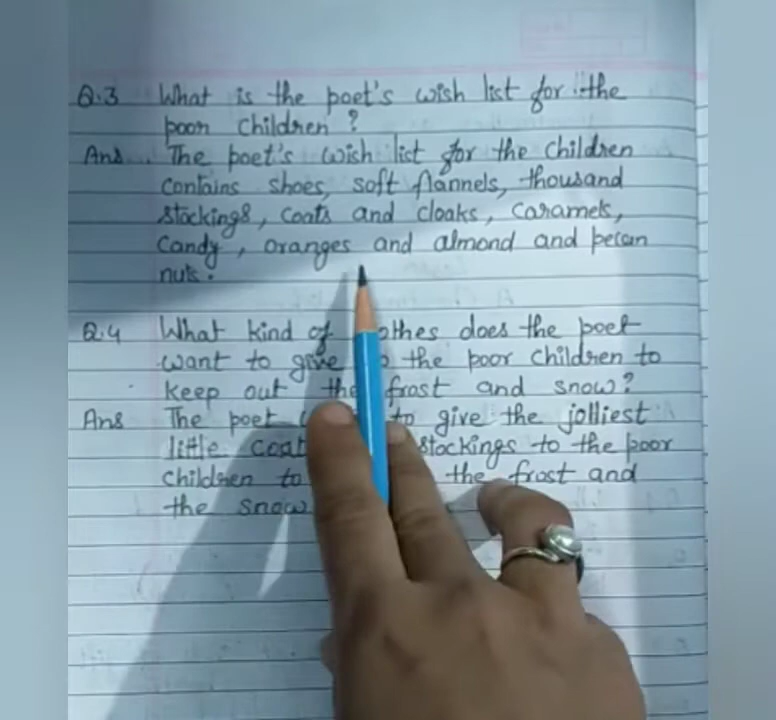 Q.3 What is the poet's wish list for the
poor children ?
Ans. The poet's wish list for the children
contains shoes, soft flannels, thousand
stockings, coats and cloaks, caramels,
candy, oranges and almond and pecan
nuts.
Q.4 What kind of othes does the poet
want to give the poor children to
keep out the frost and snow?
Ans The poet to give the jolliest
little coat stockings to the poor
children to the frost and
the snow